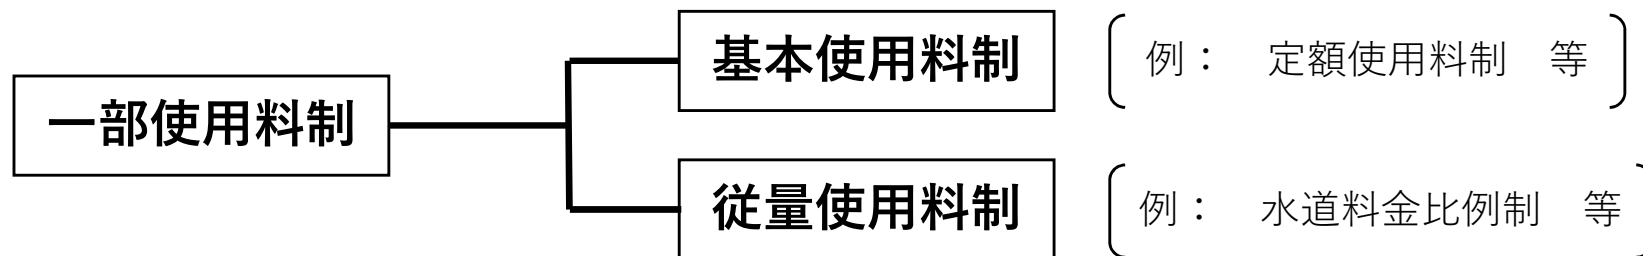 基本使用料制
例： 定額使用料制 等
一部使用料制
従量使用料制
例： 水道料金比例制 等